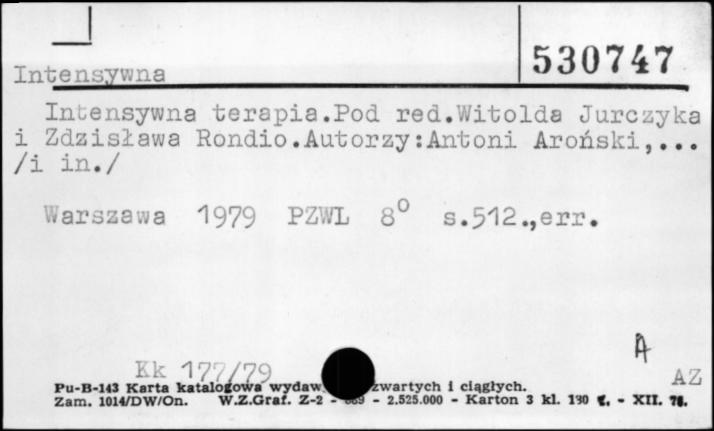 530747
Intensywna
Intensywna terapia.Pod red.Witolda Jurczyka
i Zdzisława Rondio.Autorzy:Antoni Aroński,...
/i in./
Warszawa 1979 PZWL 8° s.512.,err.
A
Kk 177/79
AZ
Pu-B-143 Karta katalogowa wydaw. zwartych i ciągłych.
Zam. 1014/DW/On. W.Z.Graf. Z-2 - - 2.525.000 - Karton 3 kl. - XII.